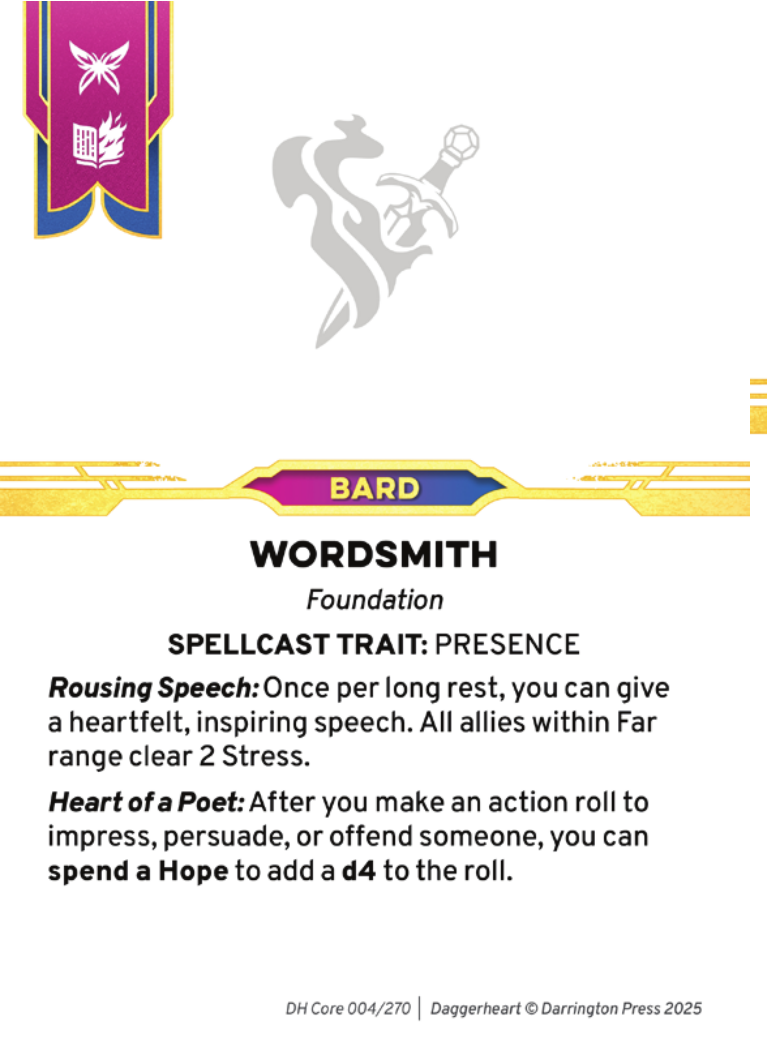 BARD
WORDSMITH
Foundation
SPELLCAST TRAIT: PRESENCE
Rousing Speech: Once per long rest, you can give
a heartfelt, inspiring speech. All allies within Far
range clear 2 Stress.
Heart of a Poet: After you make an action roll to
impress, persuade, or offend someone, you can
spend a Hope to add a d4 to the roll.
DH Core 004/270 | Daggerheart © Darrington Press 2025